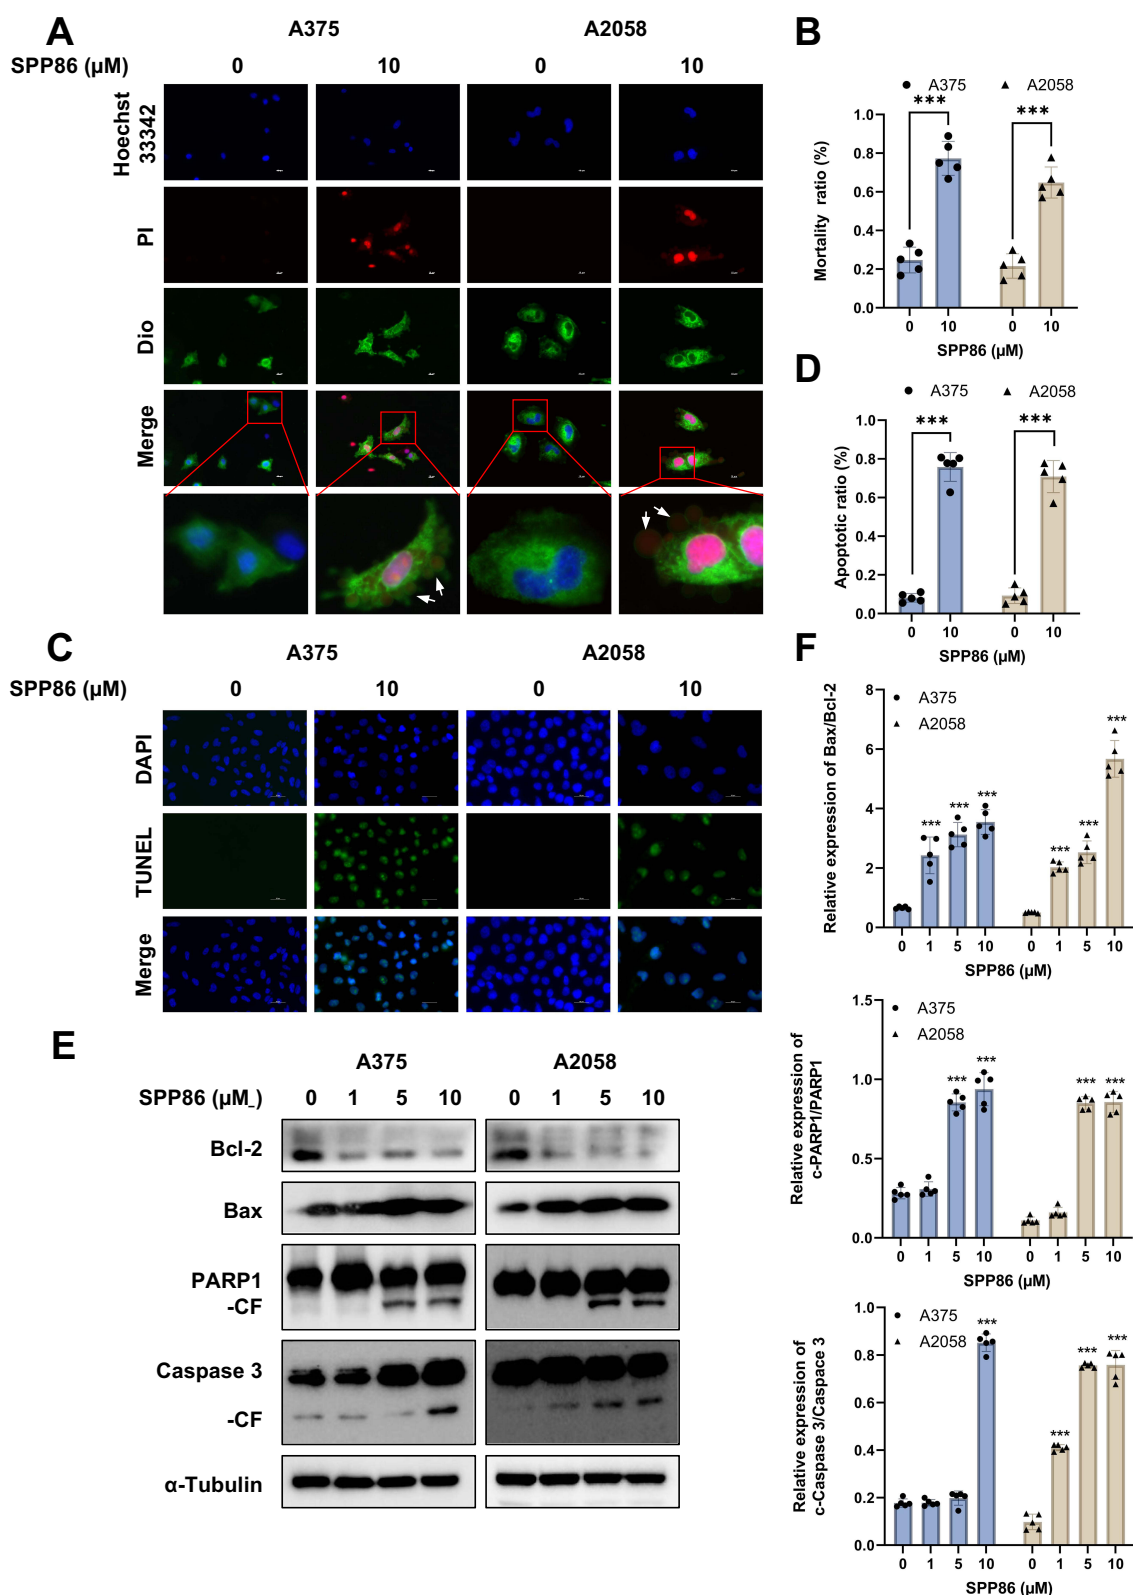 A
A375
A2058
SPP86 (μM)
0
10
0
10
Hoechst
33342
PI
Dio
Merge
B
A375
A2058
***
***
Mortality ratio (%)
1.0
0.8
0.6
0.4
0.2
0.0
0
10
0
10
SPP86 (μM)
C
A375
A2058
SPP86 (μM)
0
10
0
10
DAPI
TUNEL
Merge
D
A375
A2058
***
***
Apoptotic ratio (%)
1.0
0.8
0.6
0.4
0.2
0.0
0
10
0
10
SPP86 (μM)
E
A375
A2058
SPP86 (μM_)
0 1 5 10
0 1 5 10
Bcl-2
Bax
PARP1
-CF
Caspase 3
-CF
α-Tubulin
F
A375
A2058
Relative expression of Bax/Bcl-2
8
6
4
2
0
*** *** ***
*** *** ***
0 1 5 10
0 1 5 10
SPP86 (μM)
A375
A2058
Relative expression of
c-PARP1/PARP1
1.5
1.0
0.5
0.0
*** ***
*** ***
0 1 5 10
0 1 5 10
SPP86 (μM)
A375
A2058
Relative expression of
c-Caspase 3/Caspace 3
1.0
0.8
0.6
0.4
0.2
0.0
***
*** *** ***
0 1 5 10
0 1 5 10
SPP86 (μM)